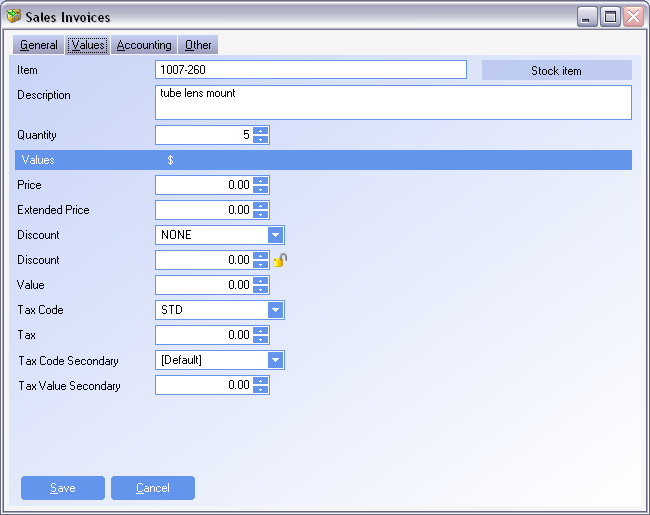 Sales Invoices
General Values Accounting Other
Item 1007-260 Stock item
Description tube lens mount
Quantity 5
Values $
Price 0.00
Extended Price 0.00
Discount NONE
Discount 0.00
Value 0.00
Tax Code STD
Tax 0.00
Tax Code Secondary [Default]
Tax Value Secondary 0.00
Save Cancel